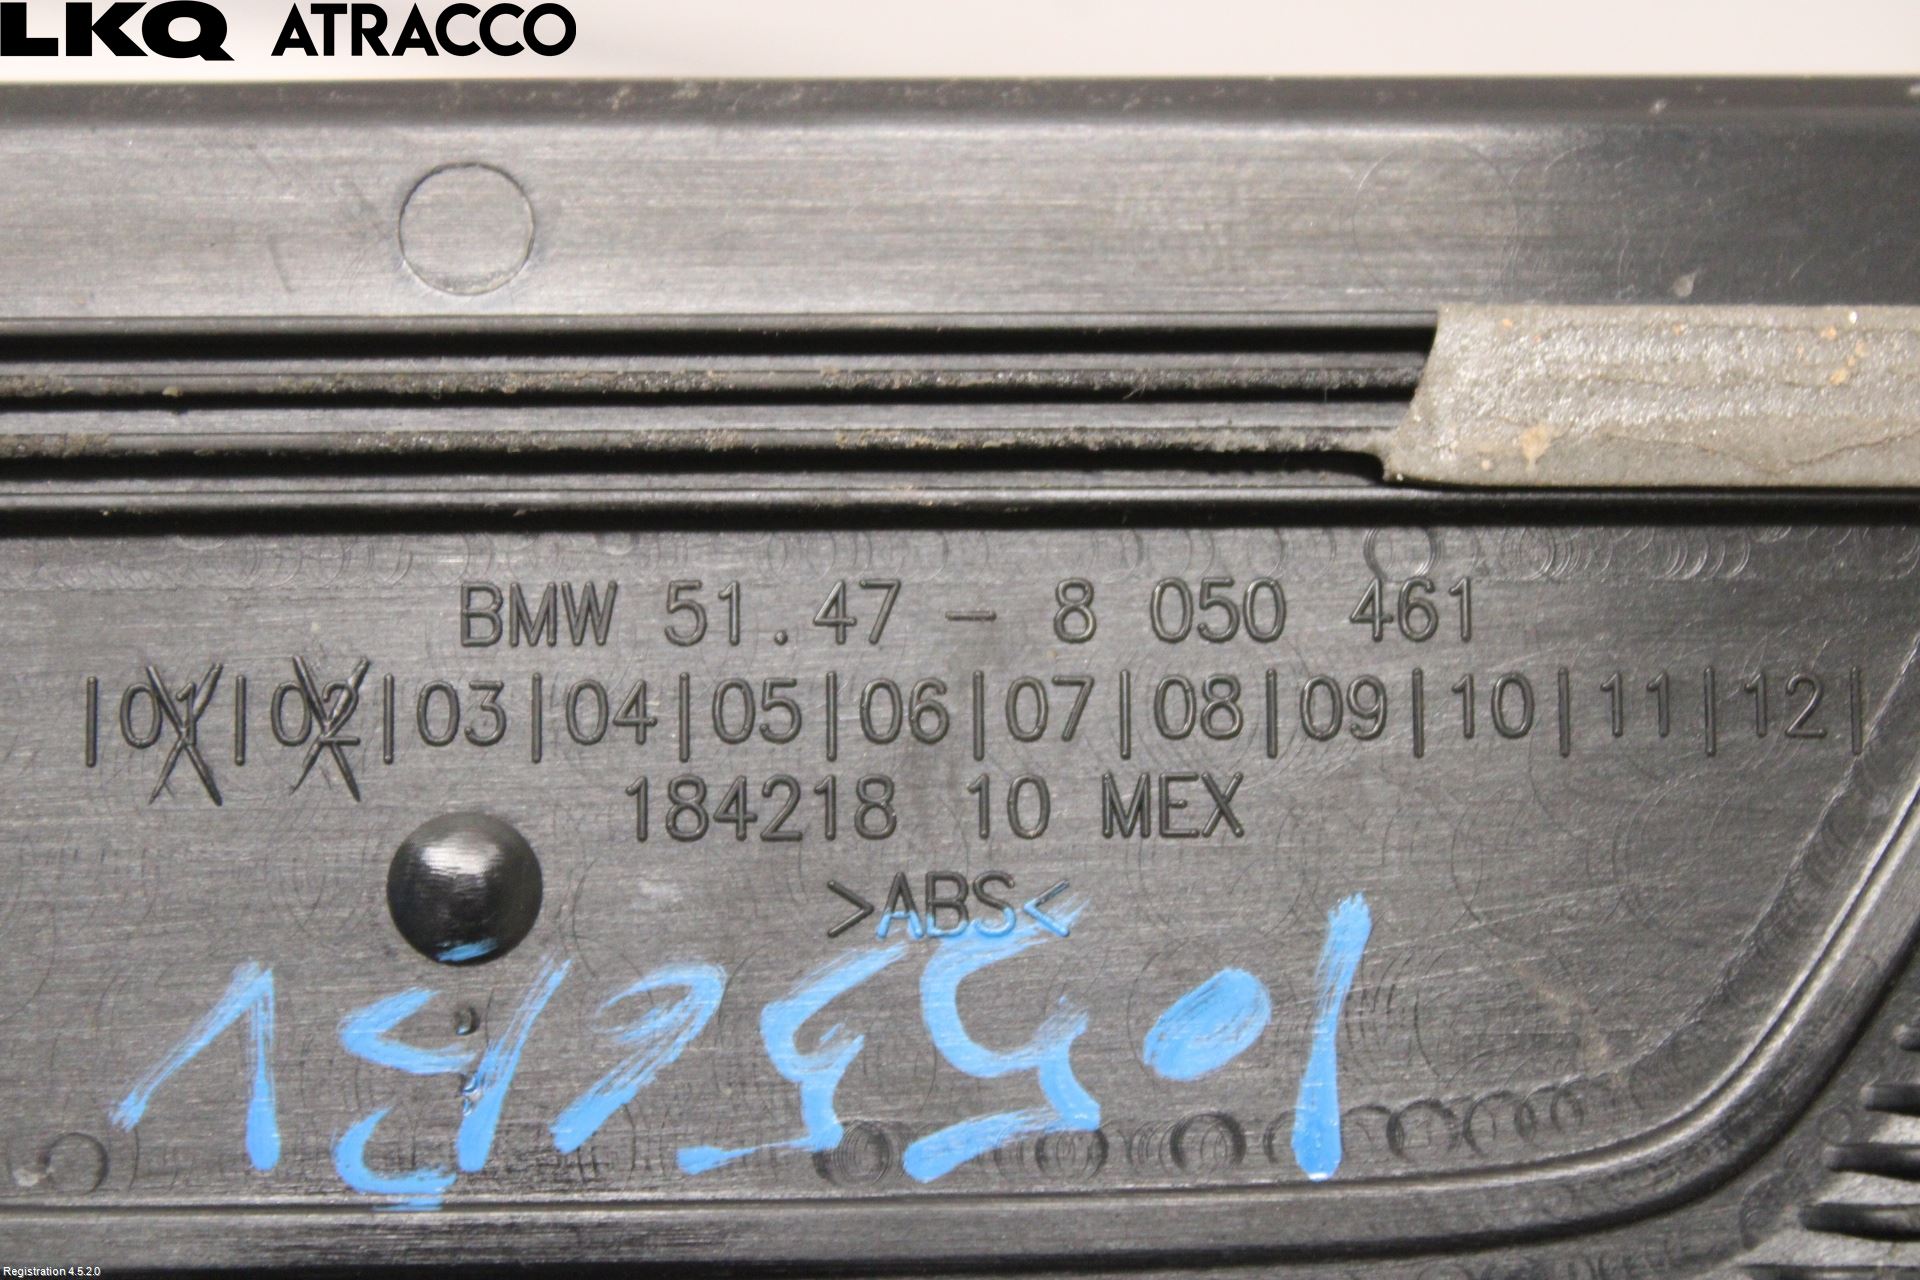 LKQ ATRACCO
BMW 51.47 - 8 050 461
|01|02|03|04|05|06|07|08|09|10|11|12|
184218 10 MEX
>ABS<
Registration 4.5.2.0